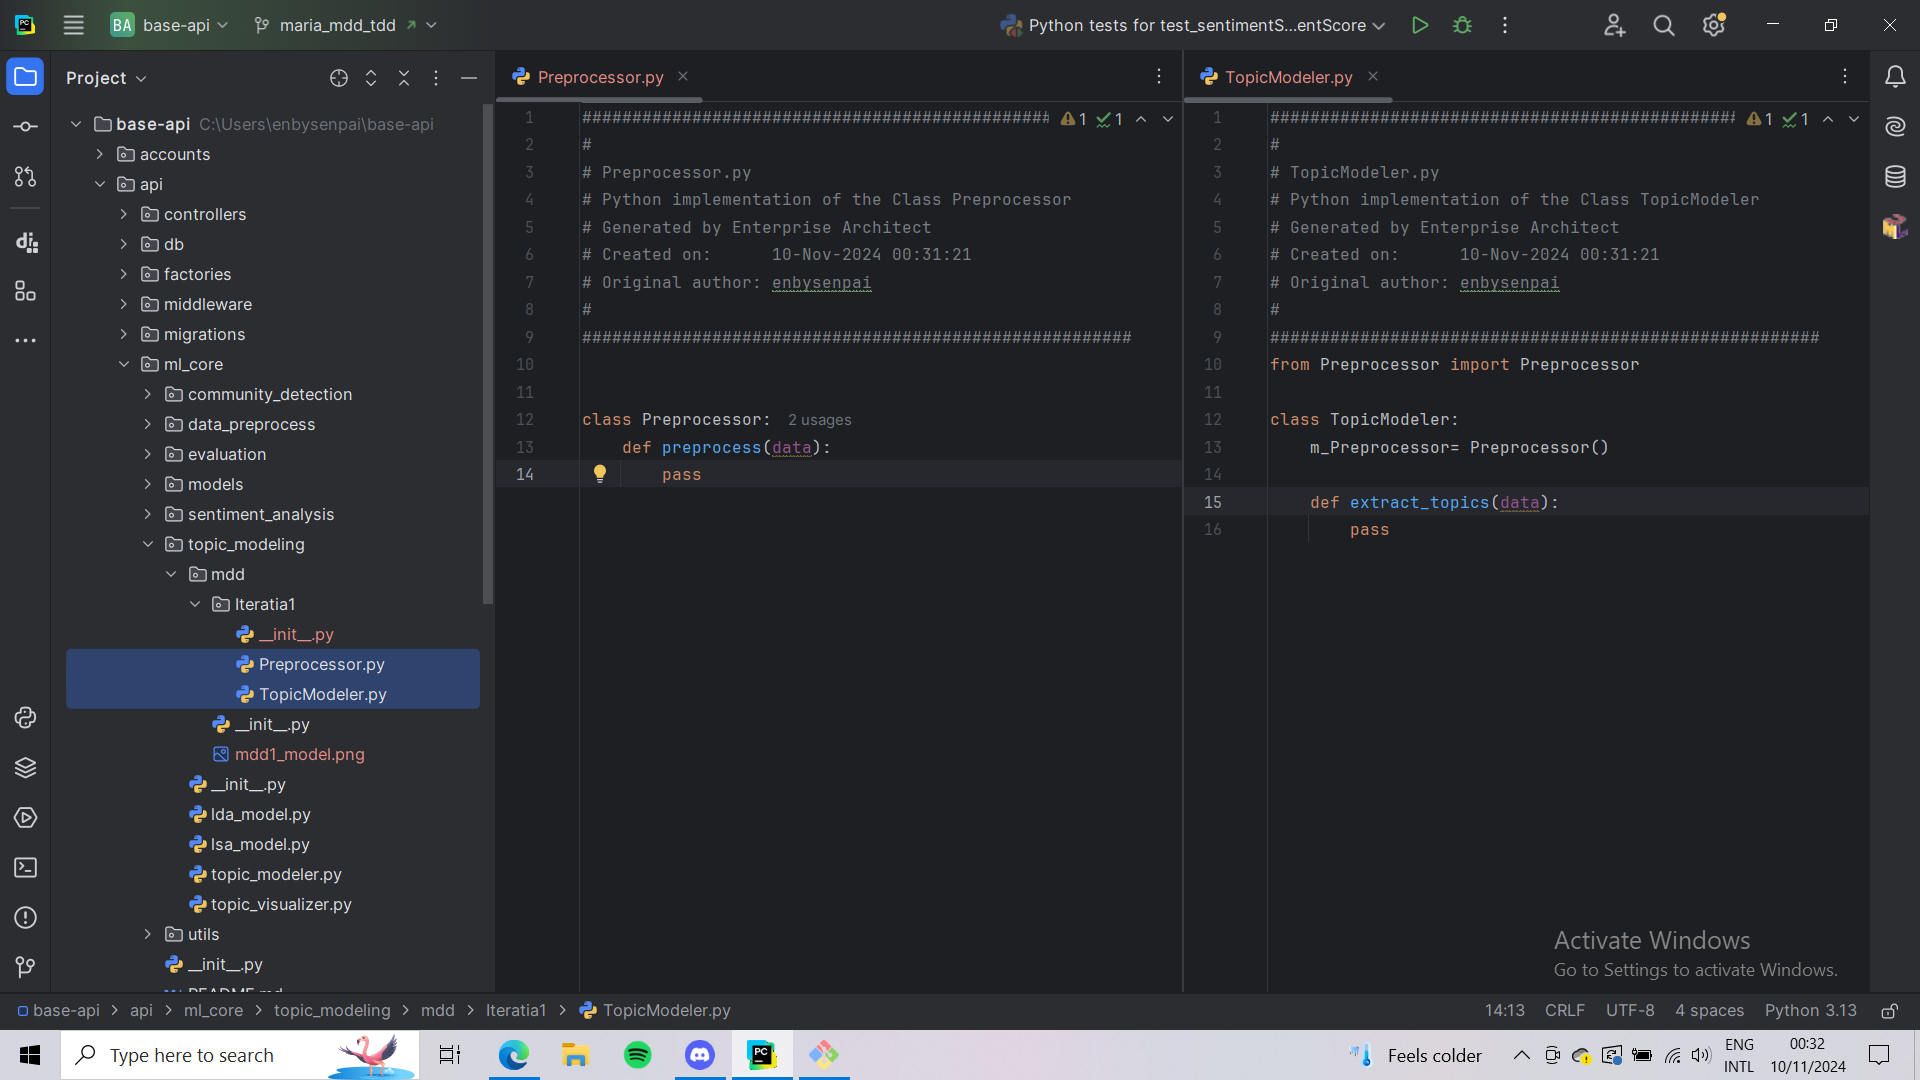 BA base-api
maria_mdd_tdd
Python tests for test_sentimentS...entScore
Project
base-api C:\Users\enbysenpai\base-api
accounts
api
controllers
db
factories
middleware
migrations
ml_core
community_detection
data_preprocess
evaluation
models
sentiment_analysis
topic_modeling
mdd
Iteratia1
__init__.py
Preprocessor.py
TopicModeler.py
__init__.py
mdd1_model.png
__init__.py
lda_model.py
lsa_model.py
topic_modeler.py
topic_visualizer.py
utils
__init__.py
README.md
Preprocessor.py
1 ############################################### 1 1
2 #
3 # Preprocessor.py
4 # Python implementation of the Class Preprocessor
5 # Generated by Enterprise Architect
6 # Created on:      10-Nov-2024 00:31:21
7 # Original author: enbysenpai
8 #
9 #######################################################
10
11
12 class Preprocessor: 2 usages
13     def preprocess(data):
14         pass
TopicModeler.py
1 ############################################### 1 1
2 #
3 # TopicModeler.py
4 # Python implementation of the Class TopicModeler
5 # Generated by Enterprise Architect
6 # Created on:      10-Nov-2024 00:31:21
7 # Original author: enbysenpai
8 #
9 #######################################################
10 from Preprocessor import Preprocessor
11
12 class TopicModeler:
13     m_Preprocessor= Preprocessor()
14
15     def extract_topics(data):
16         pass
Activate Windows
Go to Settings to activate Windows.
base-api > api > ml_core > topic_modeling > mdd > Iteratia1 > TopicModeler.py
14:13 CRLF UTF-8 4 spaces Python 3.13
Type here to search
Feels colder
ENG
INTL
00:32
10/11/2024